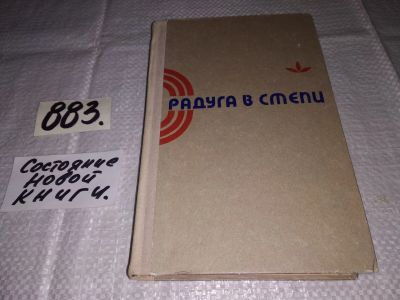 883.
Состояние
новой
книги.
РАДУГА В СТЕПИ